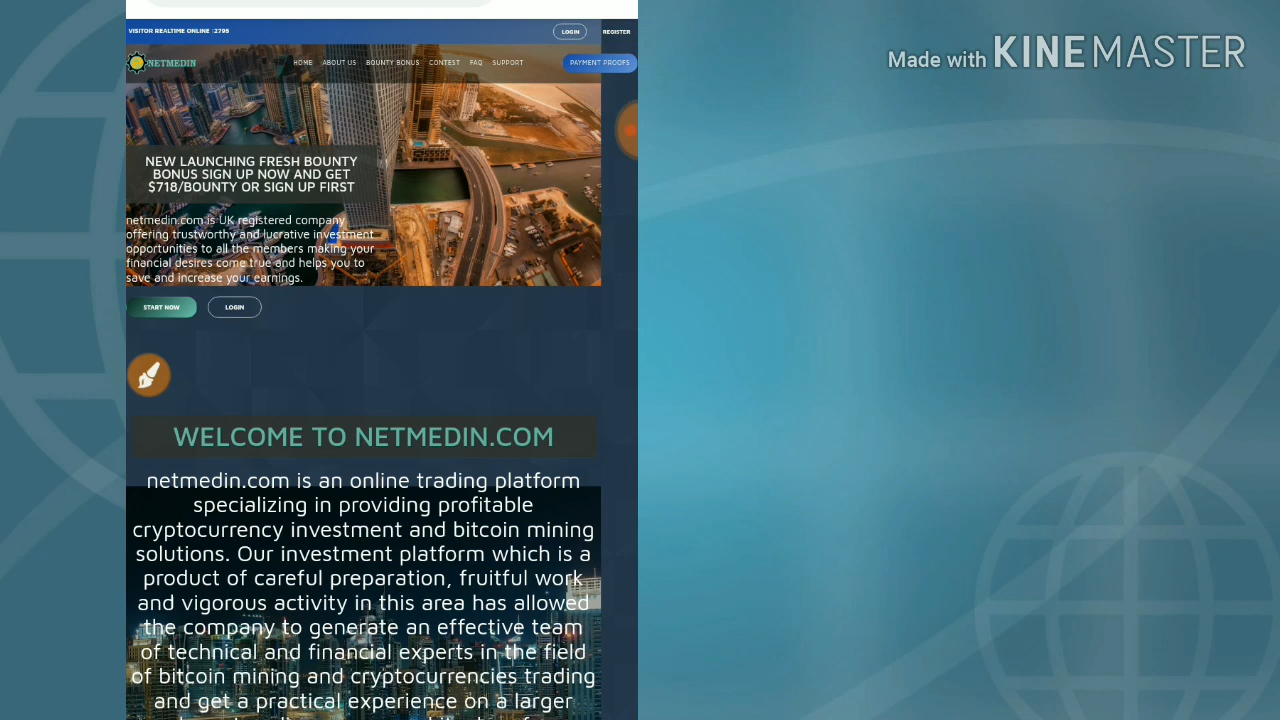 VISITOR REALTIME ONLINE :2795
LOGIN
REGISTER
NETMEDIN
HOME ABOUT US BOUNTY BONUS CONTEST FAQ SUPPORT
PAYMENT PROOFS
Made with KINEMASTER
NEW LAUNCHING FRESH BOUNTY
BONUS SIGN UP NOW AND GET
$718/BOUNTY OR SIGN UP FIRST
netmedin.com is UK registered company
offering trustworthy and lucrative investment
opportunities to all the members making your
financial desires come true and helps you to
save and increase your earnings.
START NOW
LOGIN
WELCOME TO NETMEDIN.COM
netmedin.com is an online trading platform
specializing in providing profitable
cryptocurrency investment and bitcoin mining
solutions. Our investment platform which is a
product of careful preparation, fruitful work
and vigorous activity in this area has allowed
the company to generate an effective team
of technical and financial experts in the field
of bitcoin mining and cryptocurrencies trading
and get a practical experience on a larger